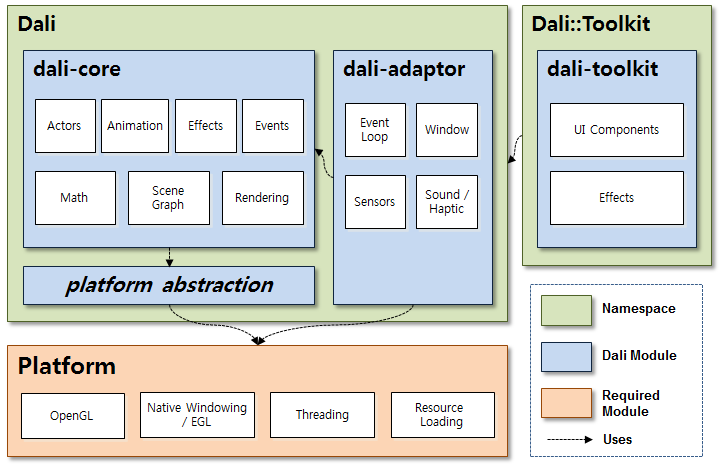 Dali
dali-core
Actors
Animation
Effects
Events
Math
Scene
Graph
Rendering
platform abstraction
dali-adaptor
Event
Loop
Window
Sensors
Sound /
Haptic
Dali::Toolkit
dali-toolkit
UI Components
Effects
Platform
OpenGL
Native Windowing
/ EGL
Threading
Resource
Loading
Namespace
Dali Module
Required
Module
Uses